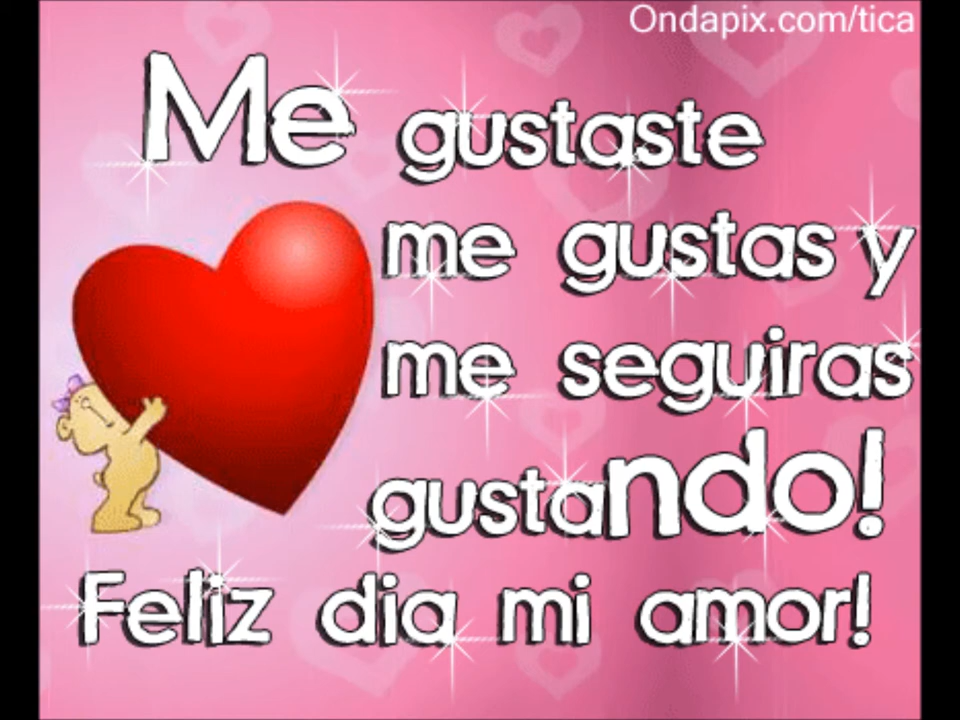 Ondapix.com/tica
Me gustaste
me gustas y
me seguiras
gustando!
Feliz dia mi amor!